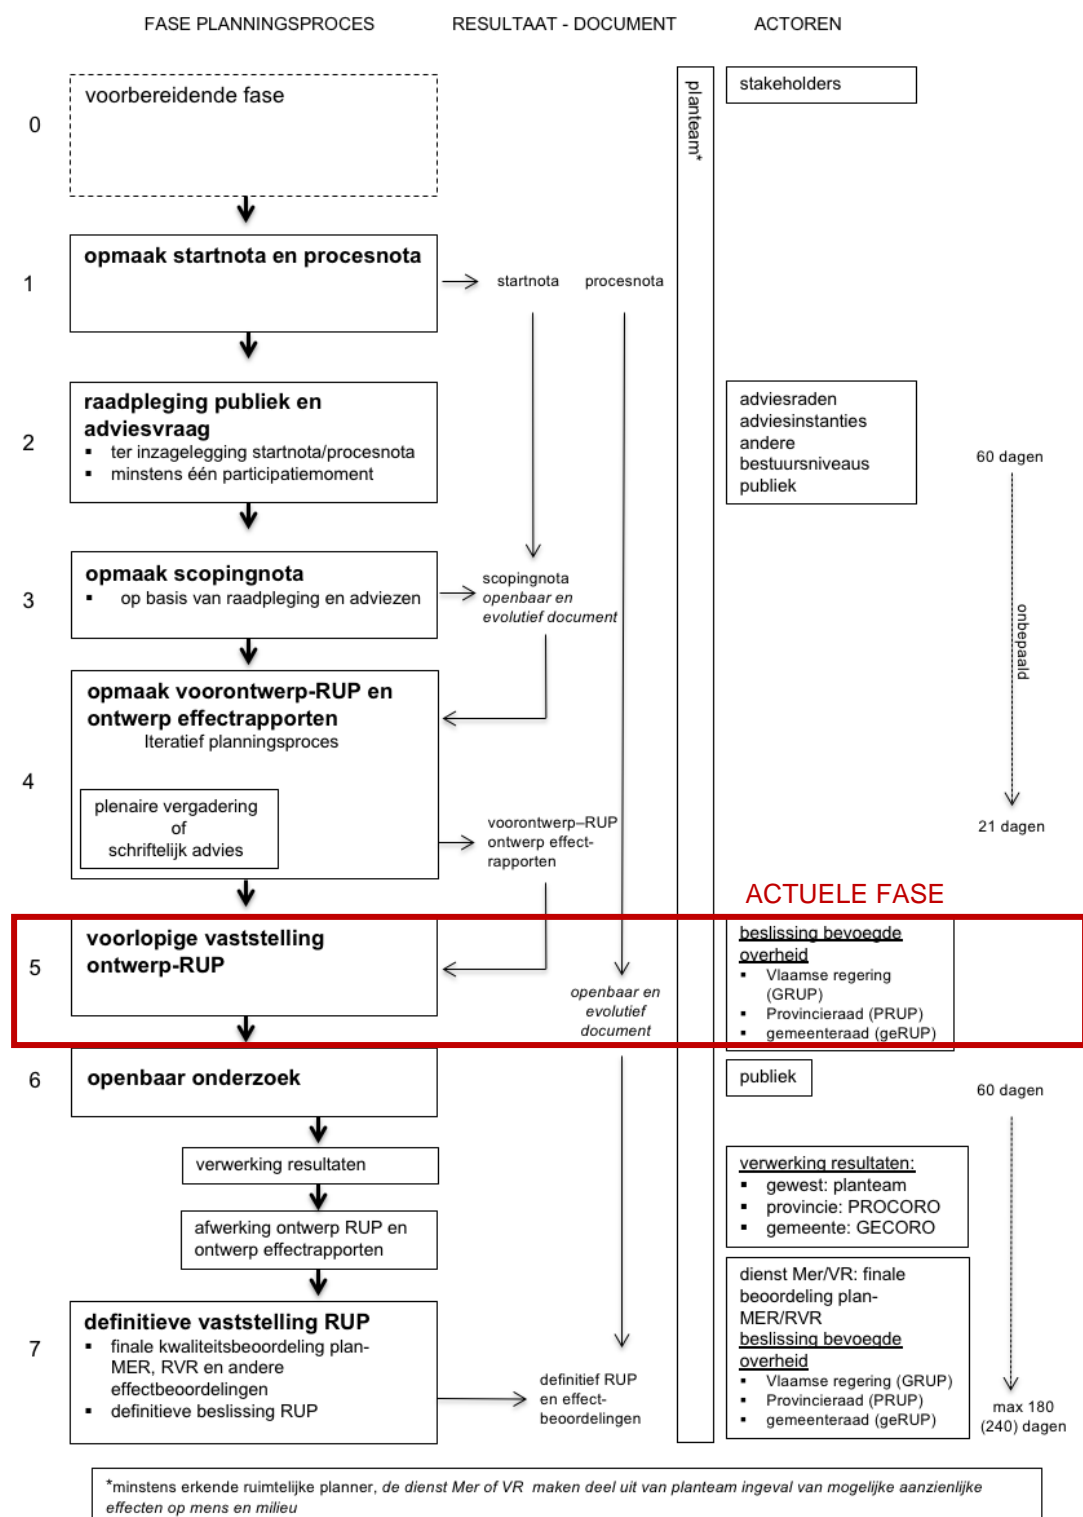 FASE PLANNINGSPROCES
RESULTAAT - DOCUMENT
ACTOREN
0
voorbereidende fase
planteam*
stakeholders
1
opmaak startnota en procesnota
startnota
procesnota
2
raadpleging publiek en
adviesvraag
▪ ter inzagelegging startnota/procesnota
▪ minstens één participatiemoment
adviesraden
adviesinstanties
andere
bestuursniveaus
publiek
60 dagen
3
opmaak scopingnota
▪ op basis van raadpleging en adviezen
scopingnota
openbaar en
evolutief document
onbepaald
4
opmaak voorontwerp-RUP en
ontwerp effectrapporten
Iteratief planningsproces
plenaire vergadering
of
schriftelijk advies
voorontwerp–RUP
ontwerp effect-
rapporten
21 dagen
ACTUELE FASE
5
voorlopige vaststelling
ontwerp-RUP
openbaar en
evolutief
document
beslissing bevoegde
overheid
▪ Vlaamse regering
(GRUP)
▪ Provincieraad (PRUP)
▪ gemeenteraad (geRUP)
6
openbaar onderzoek
publiek
60 dagen
verwerking resultaten
verwerking resultaten:
▪ gewest: planteam
▪ provincie: PROCORO
▪ gemeente: GECORO
afwerking ontwerp RUP en
ontwerp effectrapporten
7
definitieve vaststelling RUP
▪ finale kwaliteitsbeoordeling plan-
MER, RVR en andere
effectbeoordelingen
▪ definitieve beslissing RUP
definitief RUP
en effect-
beoordelingen
dienst Mer/VR: finale
beoordeling plan-
MER/RVR
beslissing bevoegde
overheid
▪ Vlaamse regering (GRUP)
▪ Provincieraad (PRUP)
▪ gemeenteraad (geRUP)
max 180
(240) dagen
*minstens erkende ruimtelijke planner, de dienst Mer of VR maken deel uit van planteam ingeval van mogelijke aanzienlijke
effecten op mens en milieu